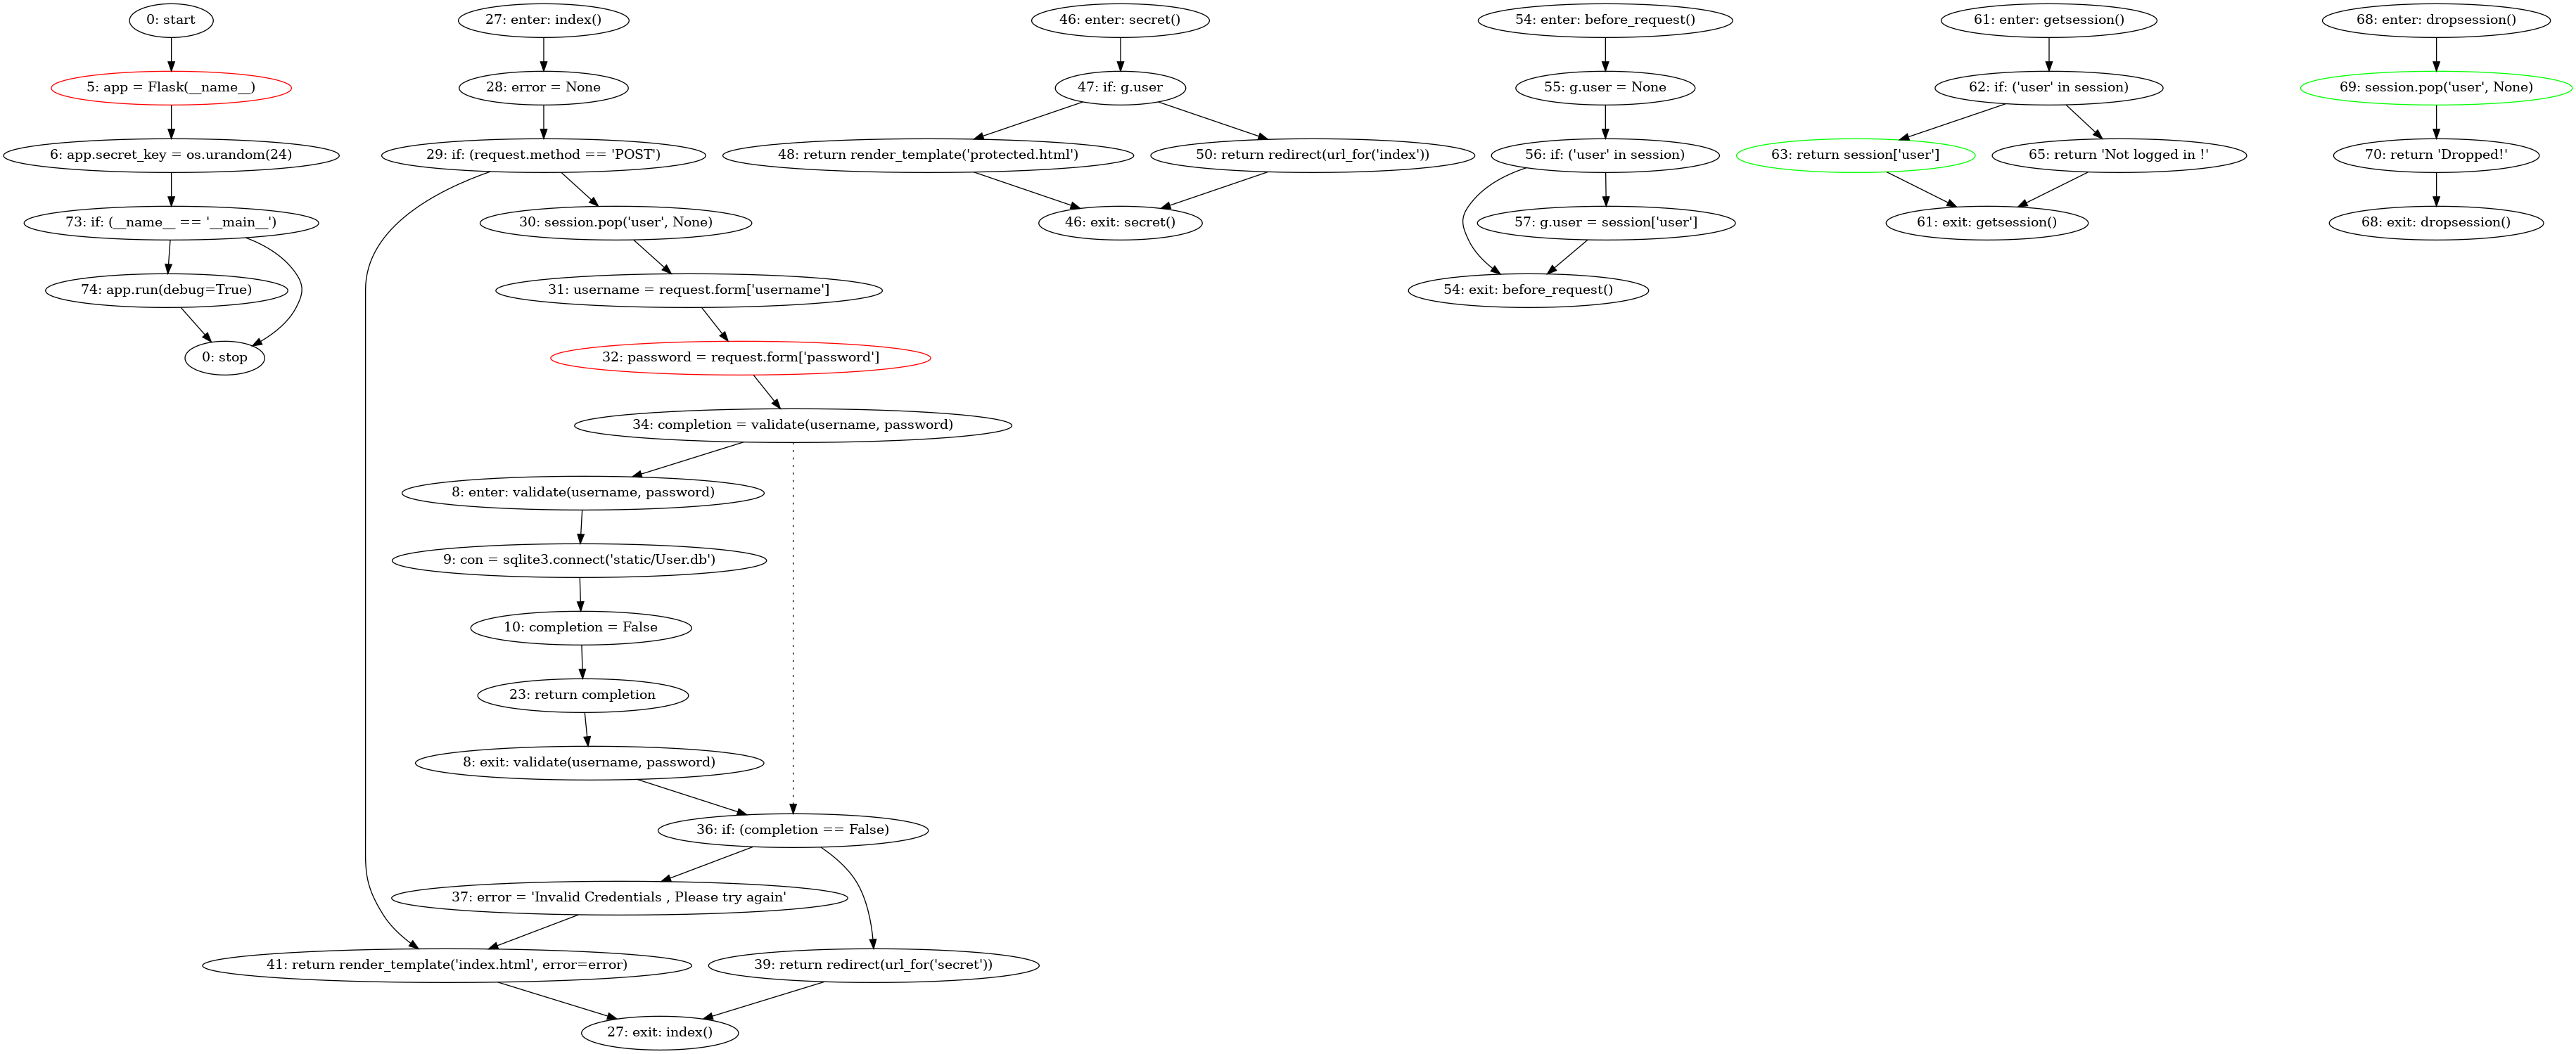 0: start
5: app = Flask(__name__)
6: app.secret_key = os.urandom(24)
73: if: (__name__ == '__main__')
74: app.run(debug=True)
0: stop
27: enter: index()
28: error = None
29: if: (request.method == 'POST')
30: session.pop('user', None)
31: username = request.form['username']
32: password = request.form['password']
34: completion = validate(username, password)
8: enter: validate(username, password)
9: con = sqlite3.connect('static/User.db')
10: completion = False
23: return completion
8: exit: validate(username, password)
36: if: (completion == False)
37: error = 'Invalid Credentials , Please try again'
41: return render_template('index.html', error=error)
39: return redirect(url_for('secret'))
27: exit: index()
46: enter: secret()
47: if: g.user
48: return render_template('protected.html')
50: return redirect(url_for('index'))
46: exit: secret()
54: enter: before_request()
55: g.user = None
56: if: ('user' in session)
57: g.user = session['user']
54: exit: before_request()
61: enter: getsession()
62: if: ('user' in session)
63: return session['user']
65: return 'Not logged in !'
61: exit: getsession()
68: enter: dropsession()
69: session.pop('user', None)
70: return 'Dropped!'
68: exit: dropsession()